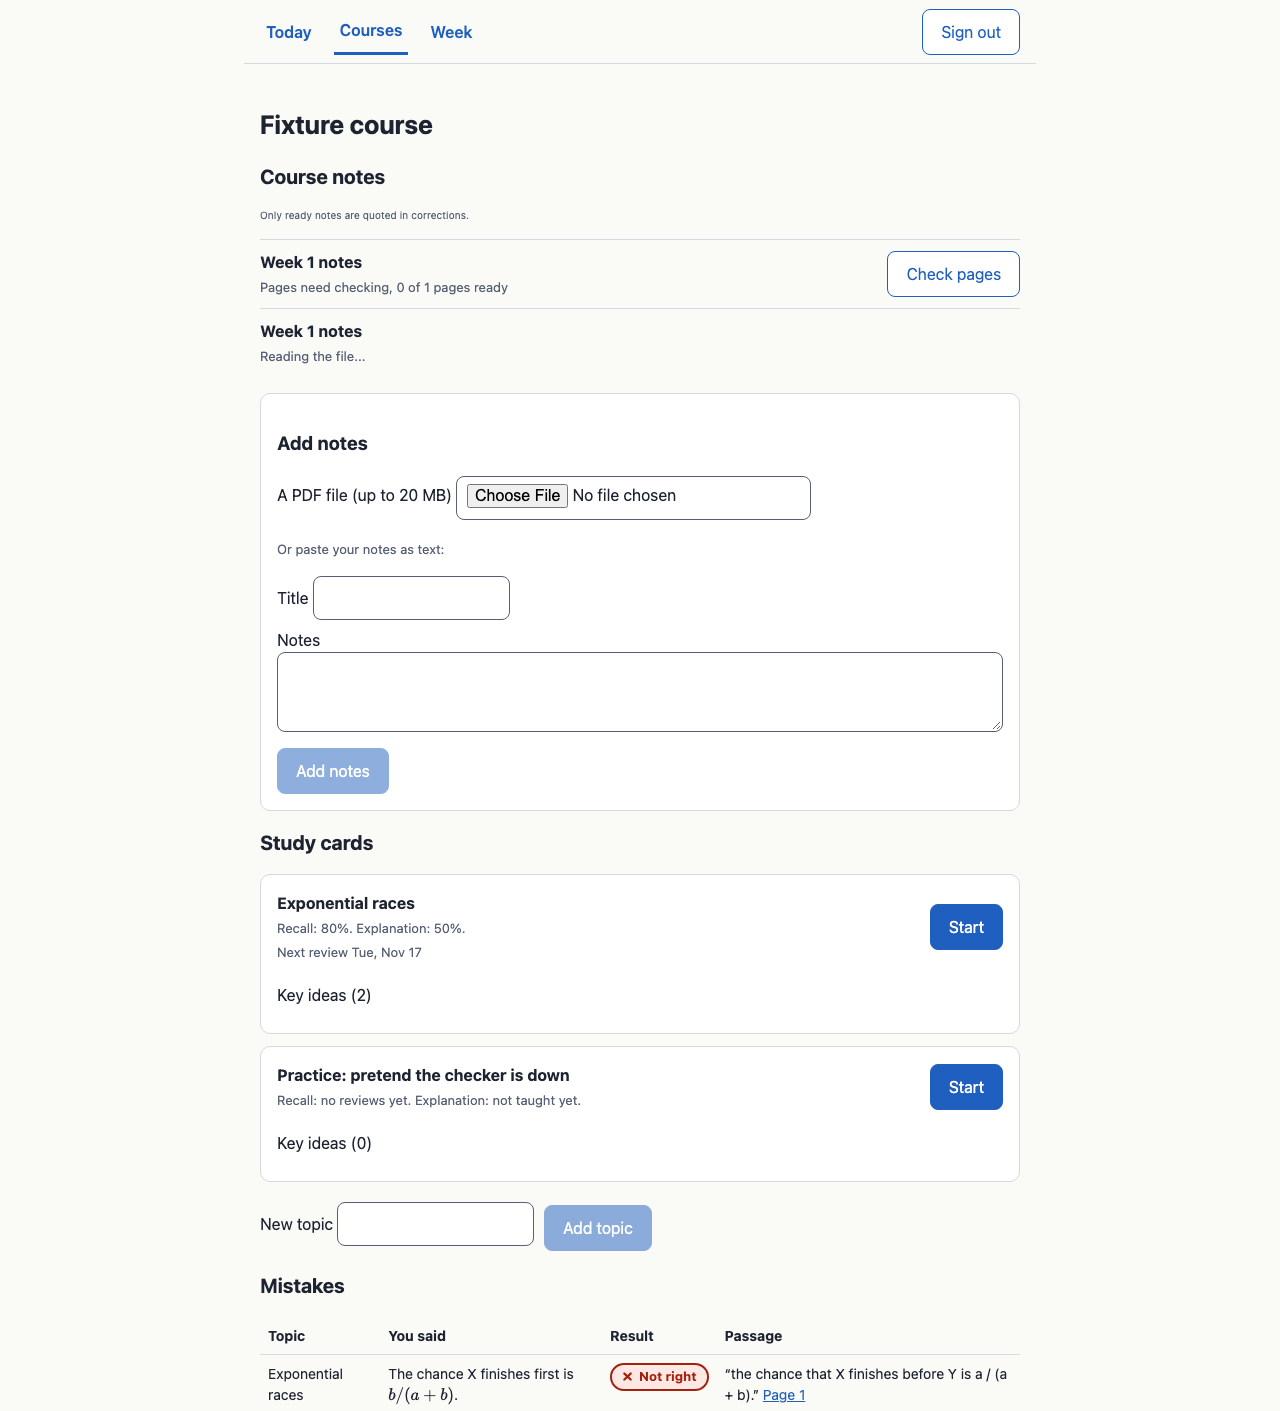 Today Courses Week Sign out
Fixture course
Course notes
Only ready notes are quoted in corrections.
Week 1 notes
Pages need checking, 0 of 1 pages ready
Check pages
Week 1 notes
Reading the file...
Add notes
A PDF file (up to 20 MB) Choose File No file chosen
Or paste your notes as text:
Title
Notes
Add notes
Study cards
Exponential races
Recall: 80%. Explanation: 50%.
Next review Tue, Nov 17
Start
Key ideas (2)
Practice: pretend the checker is down
Recall: no reviews yet. Explanation: not taught yet.
Start
Key ideas (0)
New topic Add topic
Mistakes
Topic You said Result Passage
Exponential races
The chance X finishes first is
b/(a + b).
✕ Not right
“the chance that X finishes before Y is a / (a
+ b).” Page 1